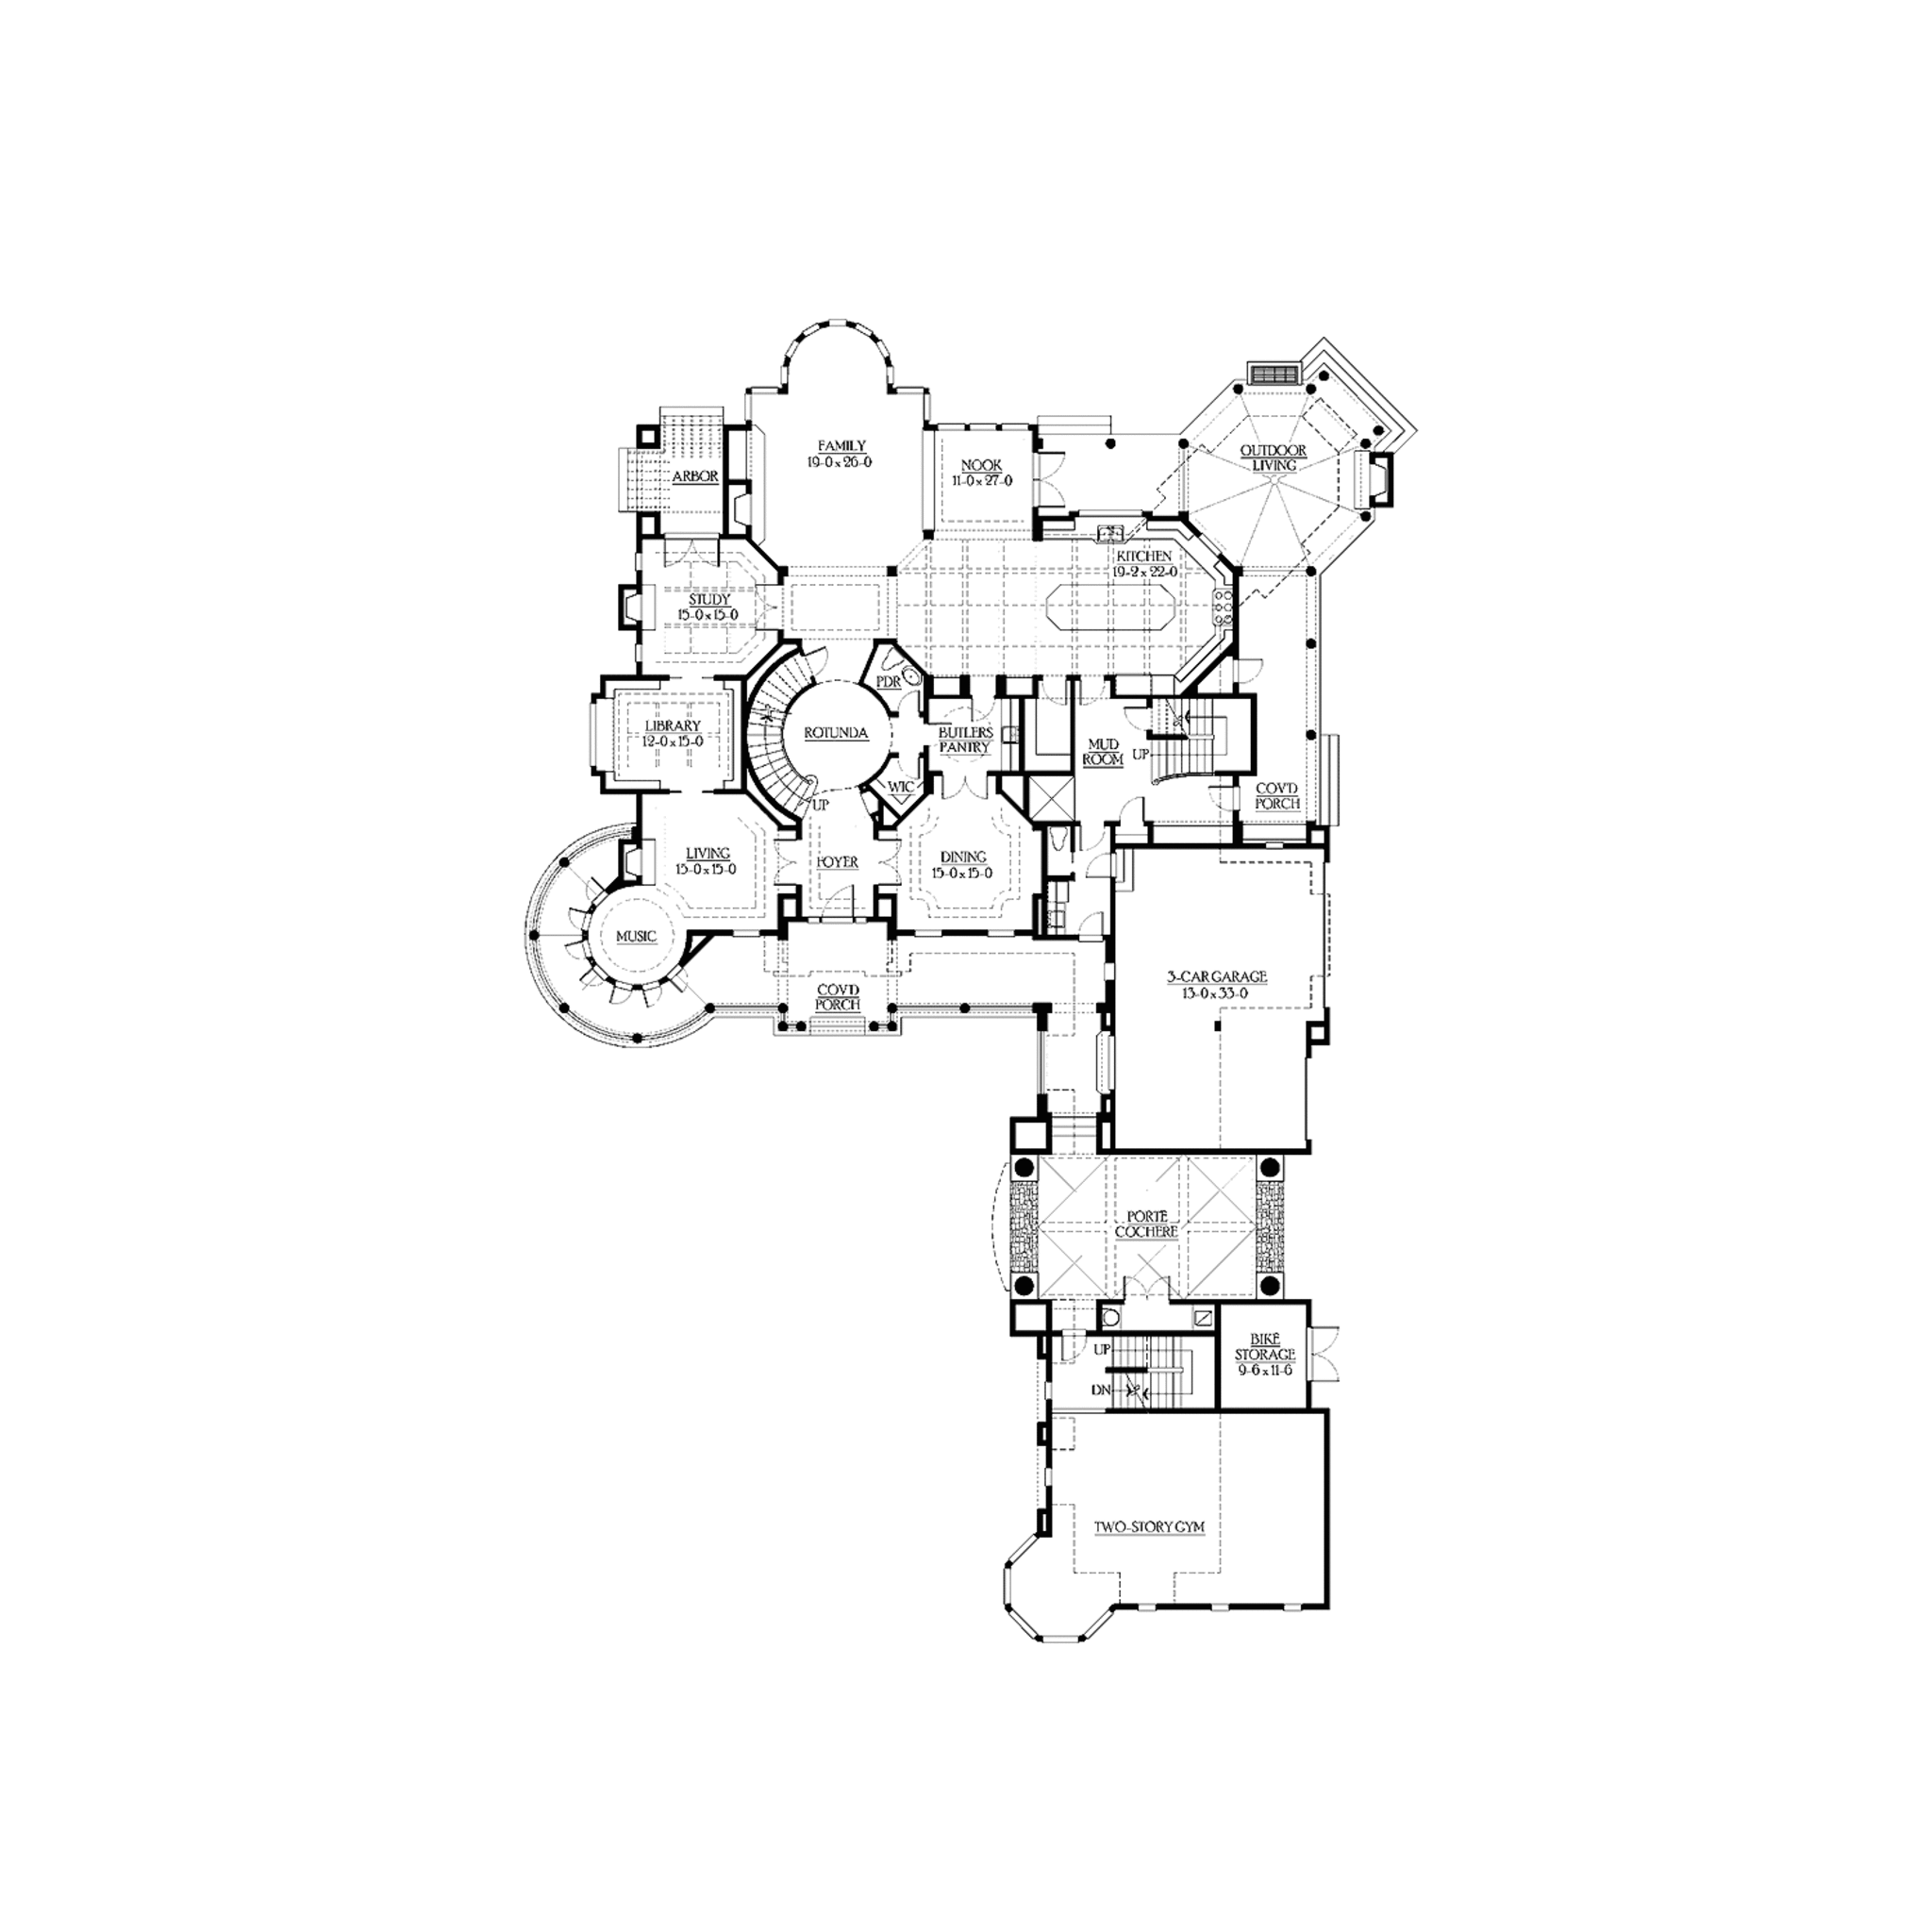 FAMILY
19-0 x 26-0
OUTDOOR
LIVING
NOOK
11-0 x 27-0
ARBOR
KITCHEN
19-2 x 22-0
STUDY
15-0 x 15-0
PDR
LIBRARY
12-0 x 15-0
ROTUNDA
BUTLERS
PANTRY
MUD
ROOM
UP
WIC
UP
COV'D
PORCH
LIVING
15-0 x 15-0
FOYER
DINING
15-0 x 15-0
MUSIC
COV'D
PORCH
3-CAR GARAGE
13-0 x 33-0
PORTE
COCHERE
UP
DN
BIKE
STORAGE
9-6 x 11-6
TWO-STORY GYM